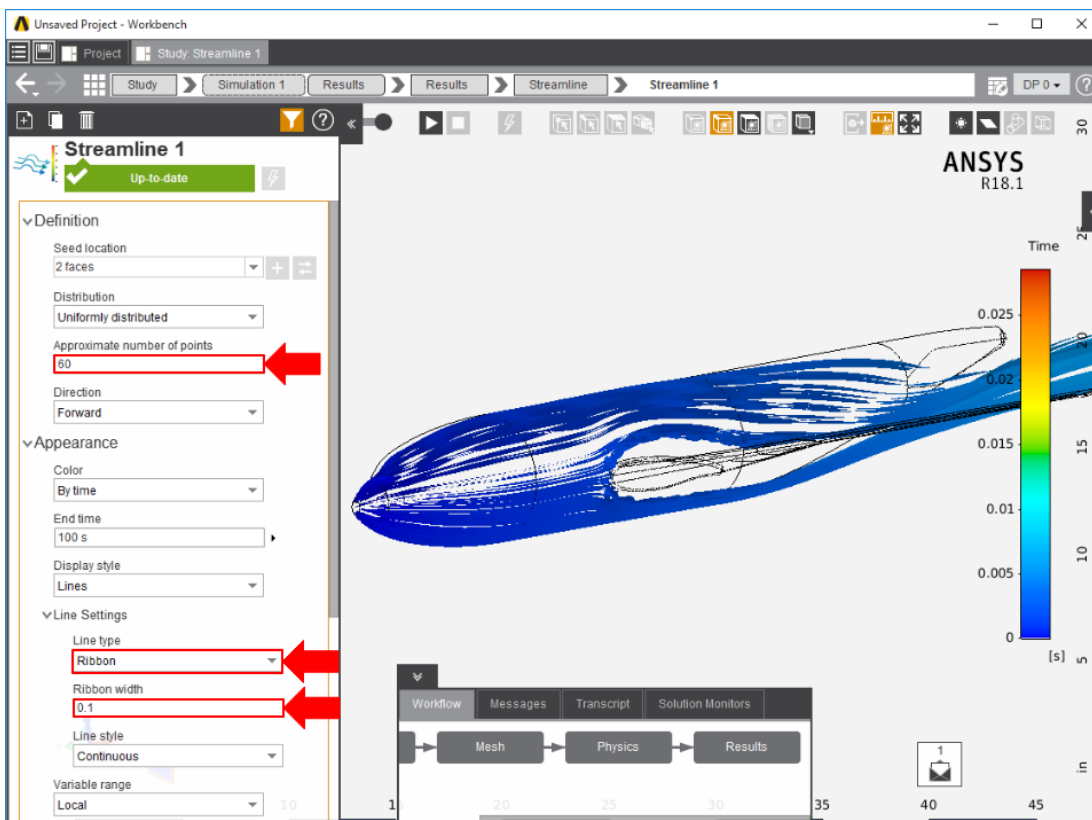 Unsaved Project - Workbench
Project
Study: Streamline 1
Study
Simulation 1
Results
Results
Streamline
Streamline 1
DP 0
Streamline 1
Up-to-date
Definition
Seed location
2 faces
Distribution
Uniformly distributed
Approximate number of points
60
Direction
Forward
Appearance
Color
By time
End time
100 s
Display style
Lines
Line Settings
Line type
Ribbon
Ribbon width
0.1
Line style
Continuous
Variable range
Local
ANSYS
R18.1
Time
0.025
0.02
0.015
0.01
0.005
0
[s]
30
25
20
15
10
5
in
Workflow
Messages
Transcript
Solution Monitors
Mesh
Physics
Results
1
10
15
20
25
30
35
40
45